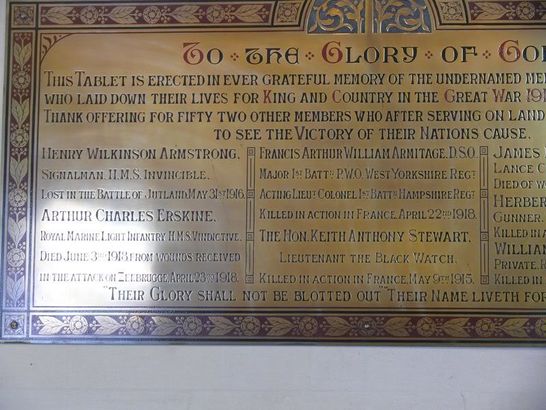 To the Glory of Go
This Tablet is erected in ever grateful memory of the undernamed me
who laid down their lives for King and Country in the Great War 191
Thank offering for fifty two other members who after serving on land
to see the Victory of their Nations cause.
Henry Wilkinson Armstrong.
Signalman. H.M.S. Invincible.
Lost in the Battle of Jutland May 31st 1916.
Arthur Charles Erskine.
Royal Marine Light Infantry H.M.S. Vindictive.
Died June 3rd 1918 from wounds received
in the attack on Zeebrugge. April 23rd 1918.
Francis Arthur William Armitage. D.S.O.
Major 1st Battn P.W.O. West Yorkshire Regt
Acting Lieut Colonel 1st Battn Hampshire Regt
Killed in action in France. April 22nd 1918.
The Hon. Keith Anthony Stewart.
Lieutenant the Black Watch.
Killed in action in France May 9th 1915.
James
Lance C
Died of w
Herber
Gunner.
Killed in a
William
Private. R
Killed in
"Their Glory shall not be blotted out" "Their Name liveth for